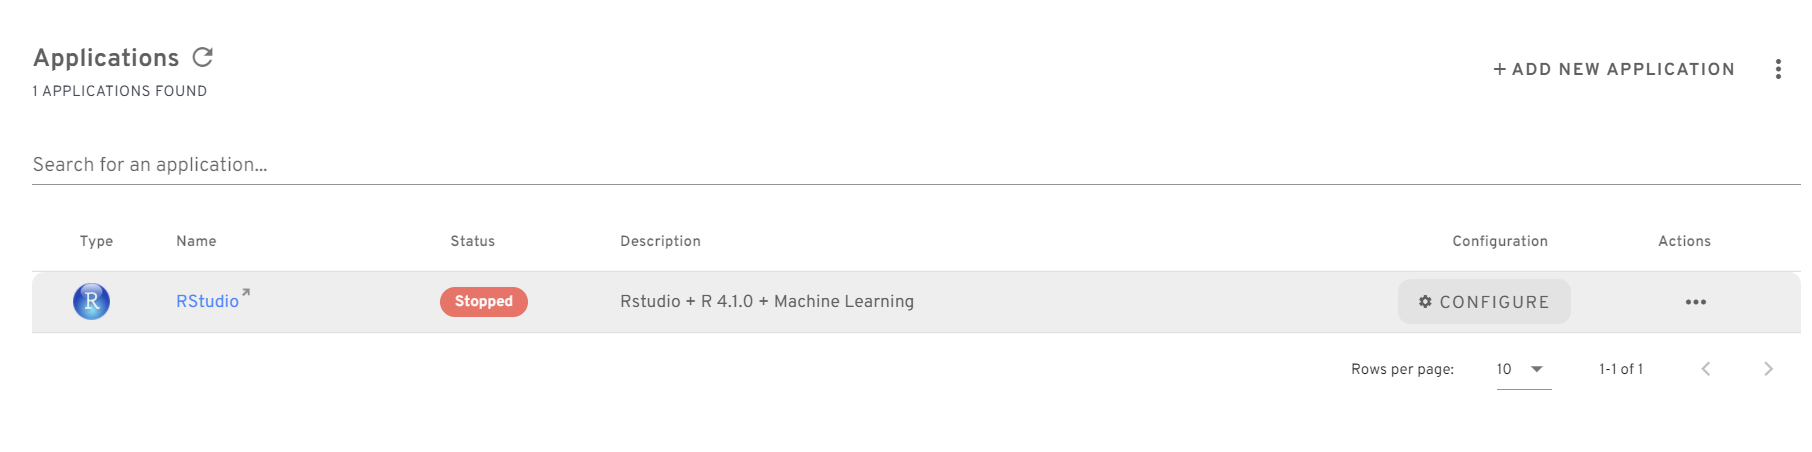 Applications
1 APPLICATIONS FOUND
+ ADD NEW APPLICATION
Search for an application...
Type Name Status Description Configuration Actions
R RStudio Stopped Rstudio + R 4.1.0 + Machine Learning CONFIGURE
Rows per page: 10 1-1 of 1